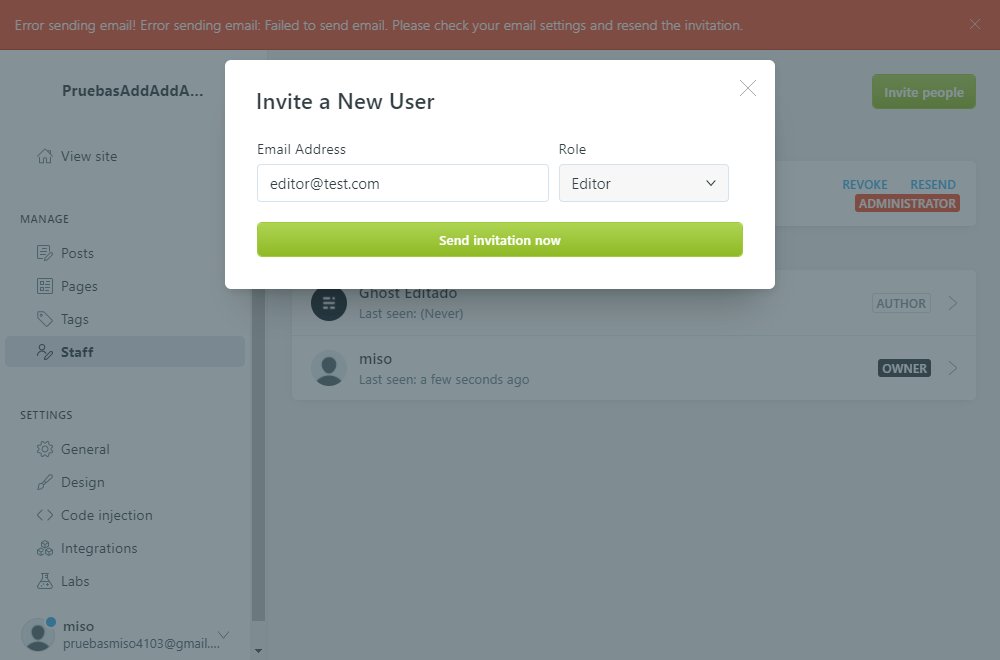 Error sending email! Error sending email: Failed to send email. Please check your email settings and resend the invitation.
PruebasAddAddA...
Invite people
View site
MANAGE
Posts
Pages
Tags
Staff
SETTINGS
General
Design
Code injection
Integrations
Labs
miso
pruebasmiso4103@gmail....
Invite a New User
Email Address
Role
editor@test.com
Editor
Send invitation now
REVOKE
RESEND
ADMINISTRATOR
Ghost Editado
Last seen: (Never)
AUTHOR
miso
Last seen: a few seconds ago
OWNER